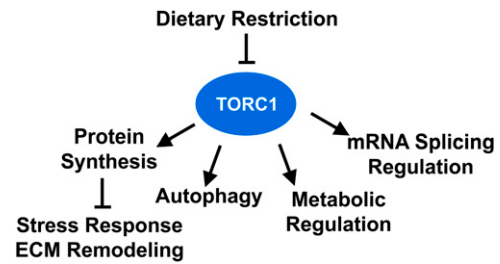 Dietary Restriction
TORC1
Protein
Synthesis
mRNA Splicing
Regulation
Autophagy
Metabolic
Regulation
Stress Response
ECM Remodeling